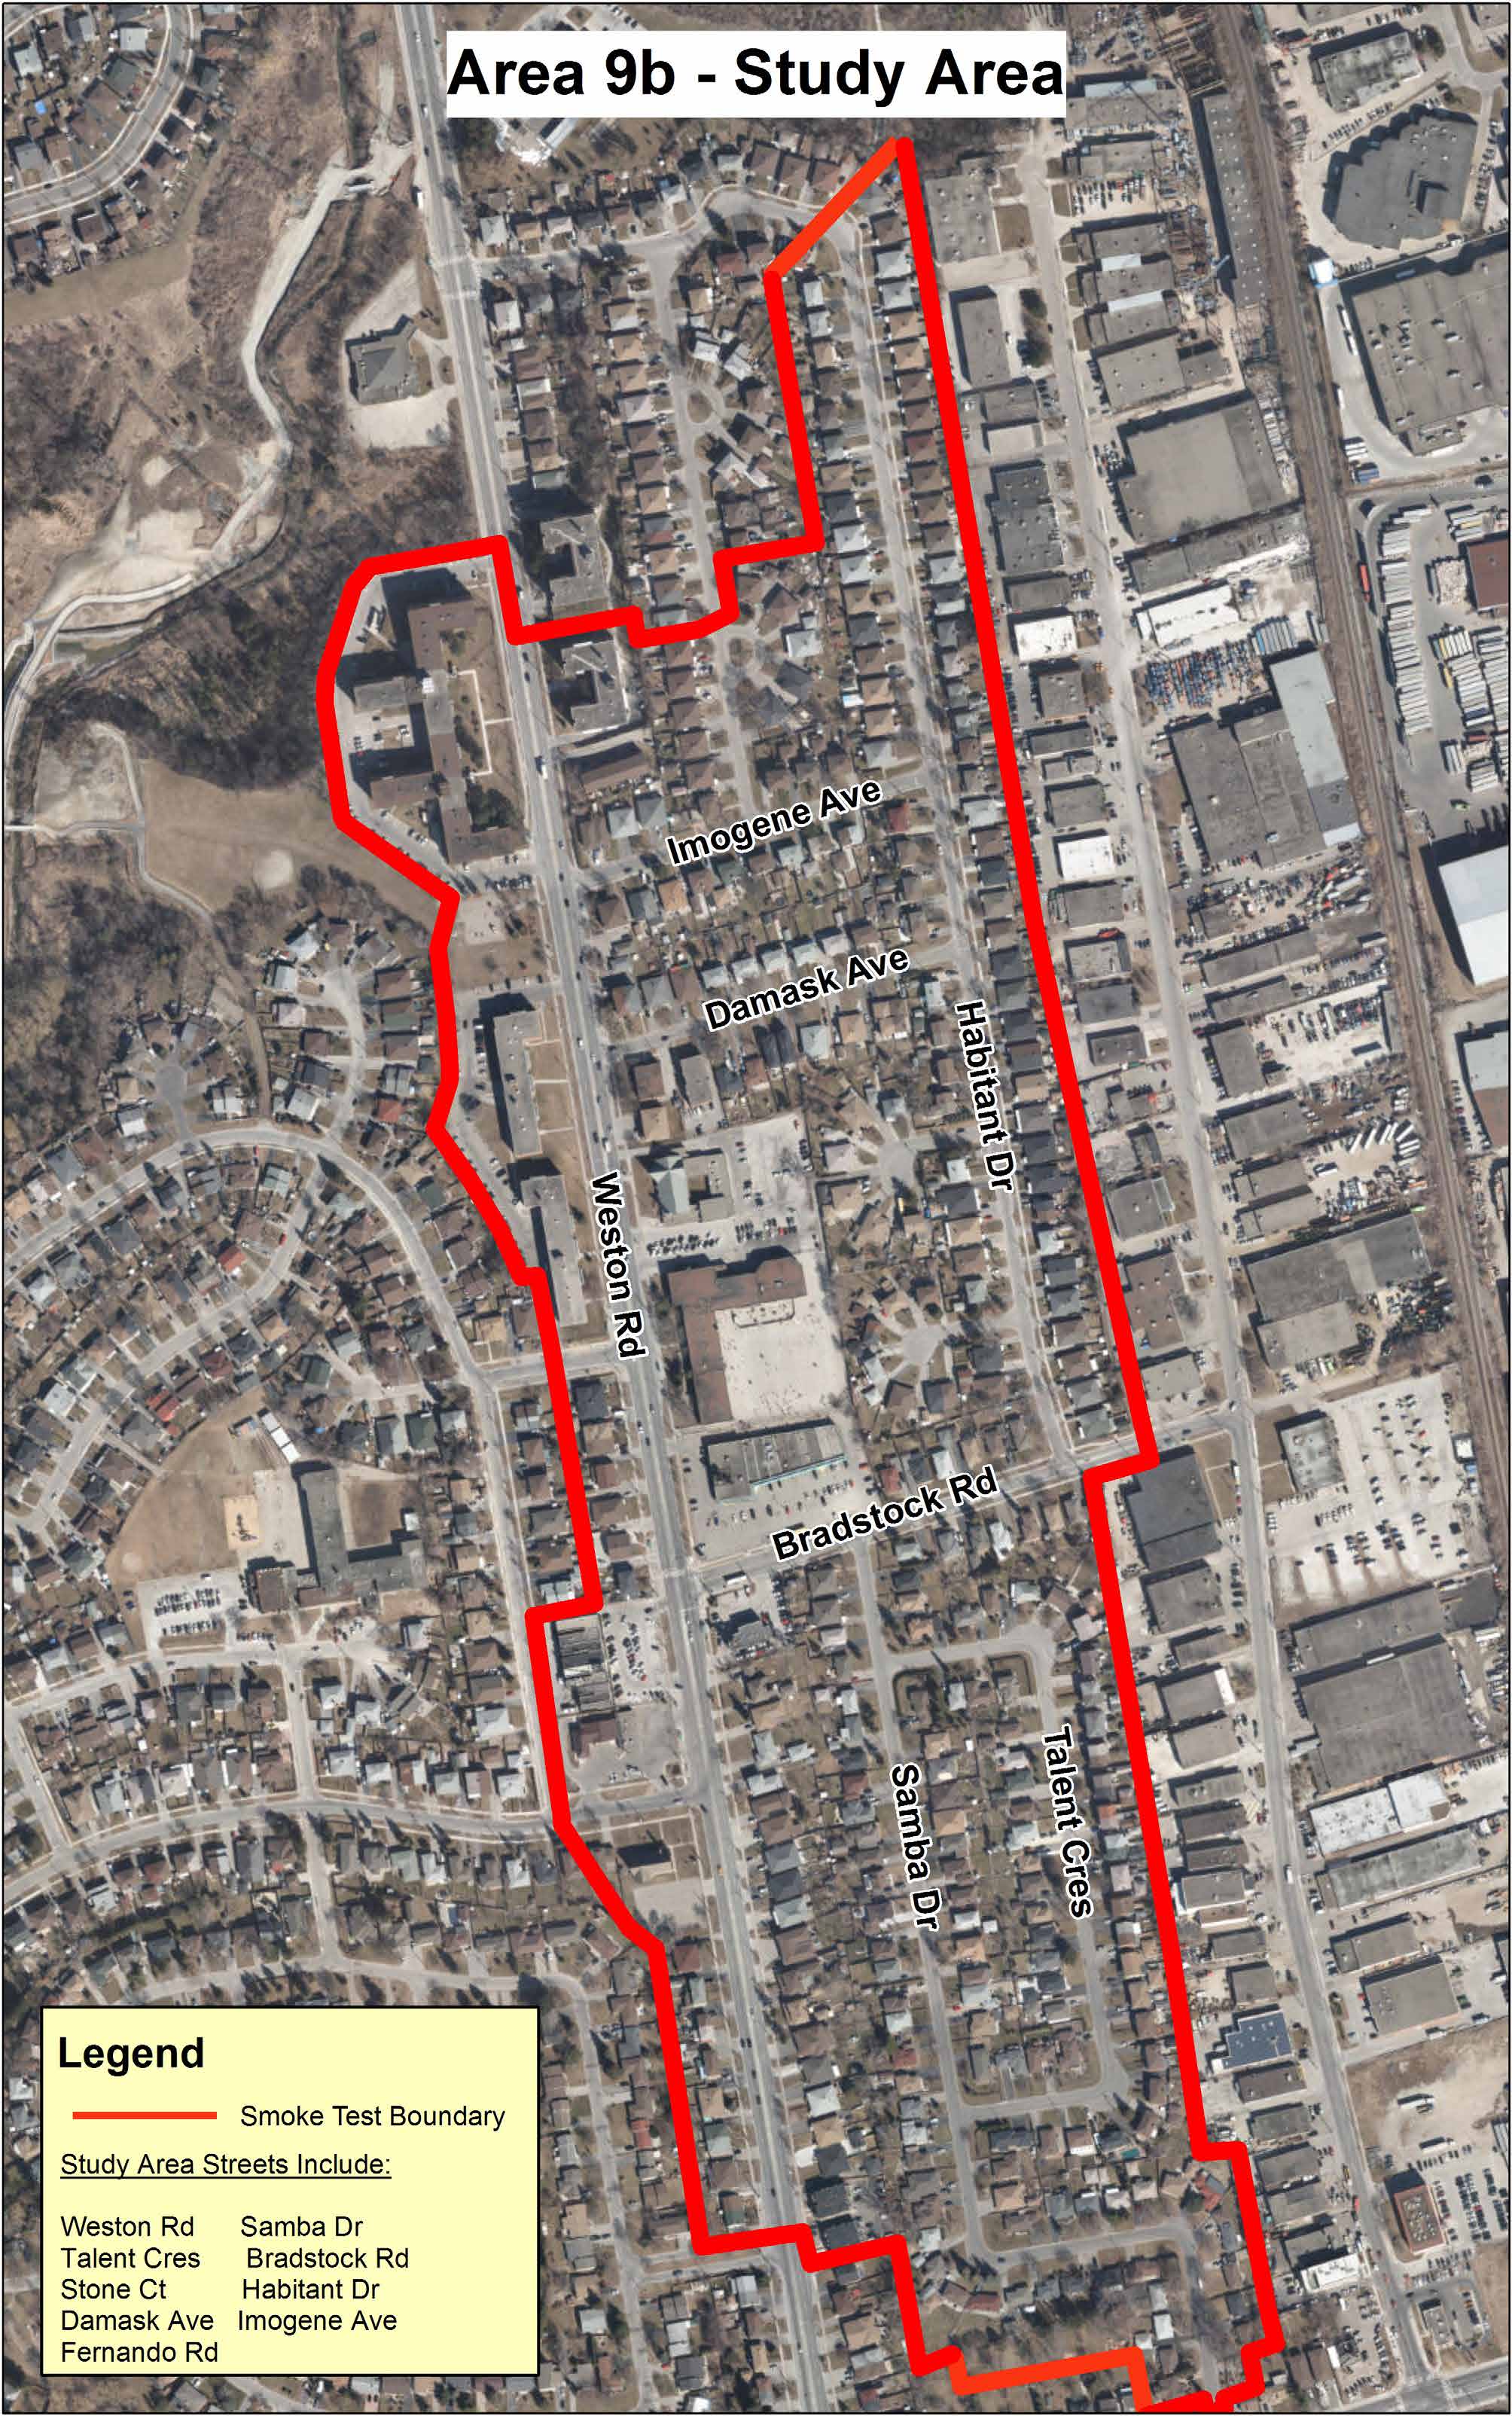 Area 9b - Study Area
Imogene Ave
Damask Ave
Habitant Dr
Weston Rd
Bradstock Rd
Samba Dr
Talent Cres
Legend
Smoke Test Boundary
Study Area Streets Include:
Weston Rd Samba Dr
Talent Cres Bradstock Rd
Stone Ct Habitant Dr
Damask Ave Imogene Ave
Fernando Rd